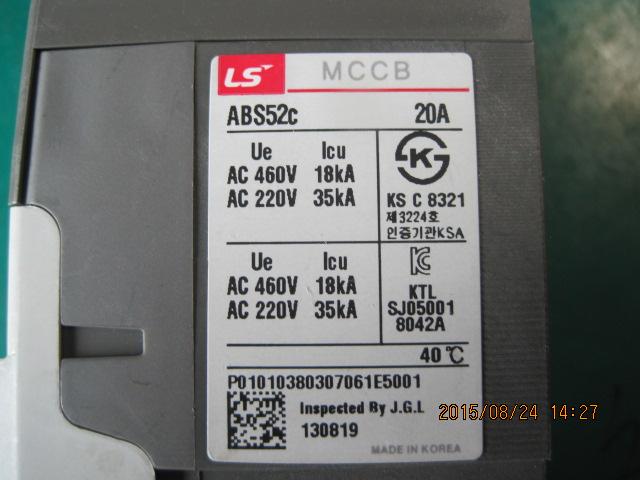 LS MCCB
ABS52c 20A
Ue Icu
AC 460V 18kA
AC 220V 35kA
KS C 8321
제3224호
인증기관KSA
Ue Icu
AC 460V 18kA
AC 220V 35kA
KTL
SJ05001
8042A
40℃
P01010380307061E5001
Inspected By J.G.L
130819
MADE IN KOREA
2015/08/24 14:27